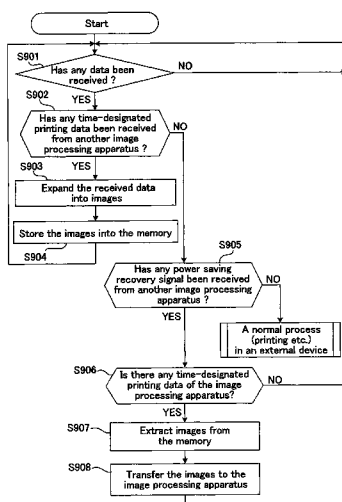 Start
S901
Has any data been
received ?
NO
YES
S902
Has any time-designated
printing data been received
from another image
processing apparatus ?
NO
YES
S903
Expand the received data
into images
Store the images into the memory
S904
S905
Has any power saving
recovery signal been received
from another image processing
apparatus ?
NO
YES
A normal process
(printing etc.)
in an external device
S906
Is there any time-designated
printing data of the image
processing apparatus?
NO
YES
S907
Extract images from
the memory
S908
Transfer the images to the
image processing apparatus